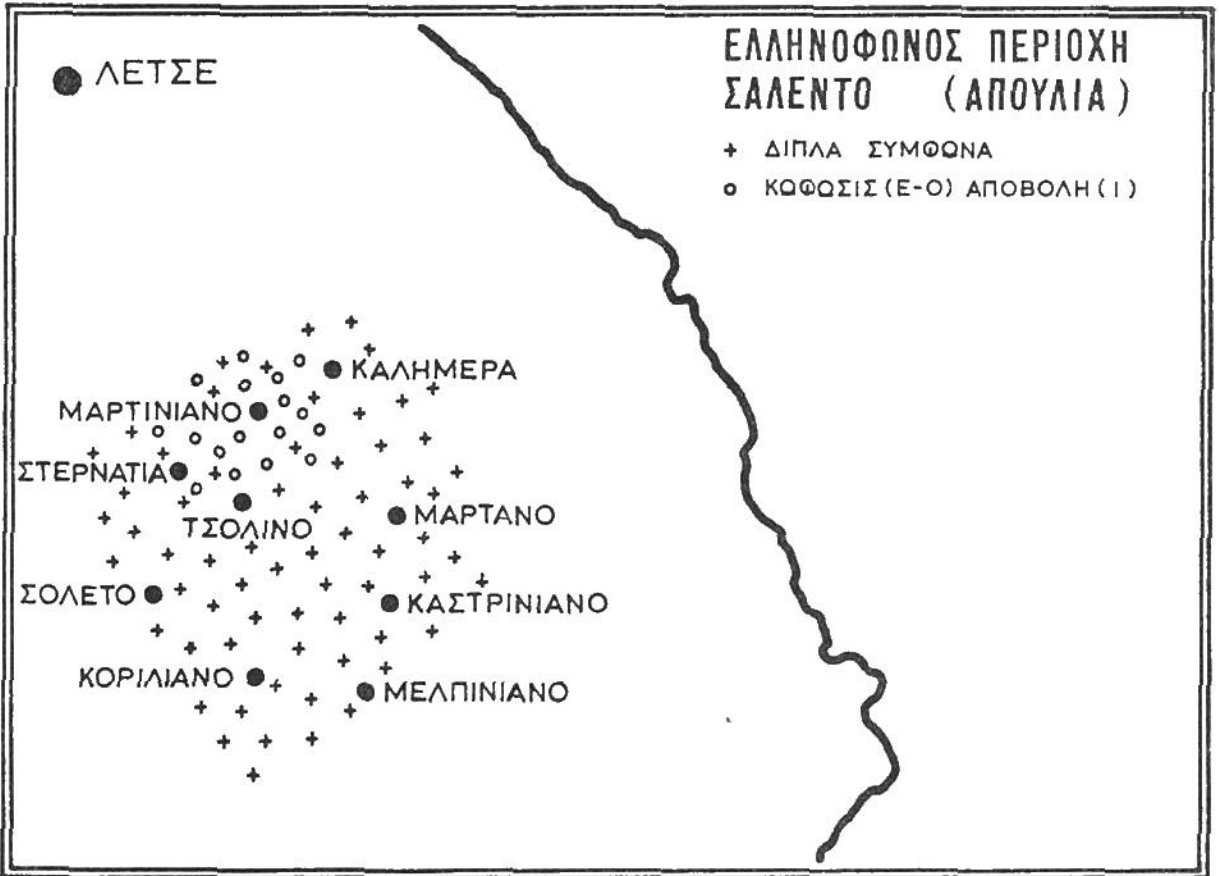 ΛΕΤΣΕ
ΕΛΛΗΝΟΦΩΝΟΣ ΠΕΡΙΟΧΗ
ΣΑΛΕΝΤΟ (ΑΠΟΥΛΙΑ)
+ ΔΙΠΛΑ ΣΥΜΦΩΝΑ
o ΚΩΦΩΣΙΣ (Ε-Ο) ΑΠΟΒΟΛΗ (Ι)
ΚΑΛΗΜΕΡΑ
ΜΑΡΤΙΝΙΑΝΟ
ΣΤΕΡΝΑΤΙΑ
ΤΣΟΛΙΝΟ
ΜΑΡΤΑΝΟ
ΣΟΛΕΤΟ
ΚΑΣΤΡΙΝΙΑΝΟ
ΚΟΡΙΛΙΑΝΟ
ΜΕΛΠΙΝΙΑΝΟ